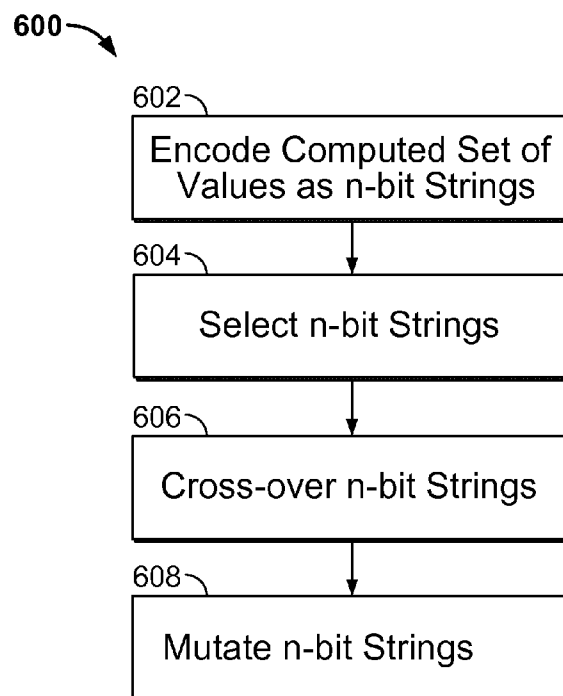 600
602
Encode Computed Set of
Values as n-bit Strings
604
Select n-bit Strings
606
Cross-over n-bit Strings
608
Mutate n-bit Strings